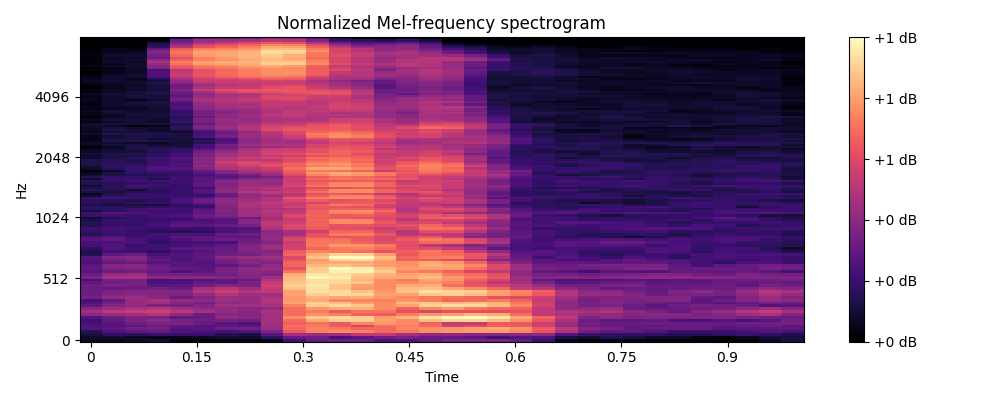 Normalized Mel-frequency spectrogram
Hz
4096
2048
1024
512
0
0 0.15 0.3 0.45 0.6 0.75 0.9
Time
+1 dB
+1 dB
+1 dB
+0 dB
+0 dB
+0 dB